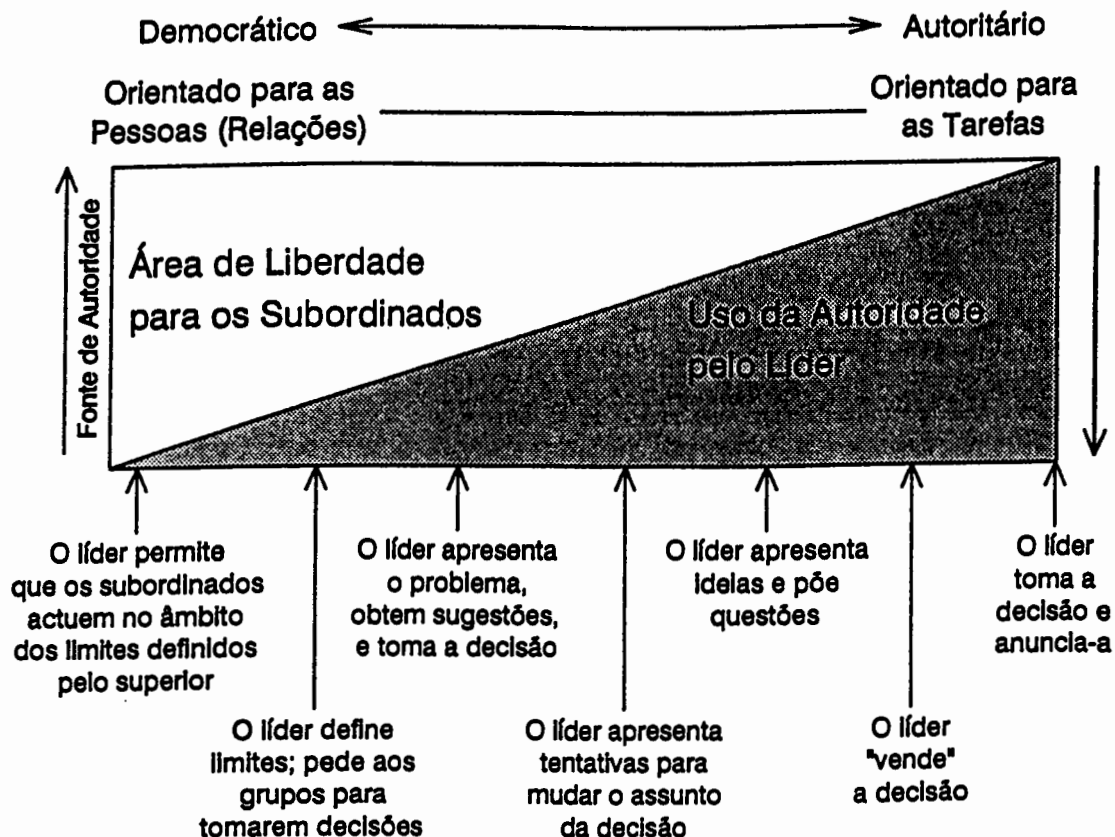 Democrático
Autoritário
Orientado para as
Pessoas (Relações)
Orientado para
as Tarefas
Fonte de Autoridade
Área de Liberdade
para os Subordinados
Uso da Autoridade
pelo Líder
O líder permite
que os subordinados
actuem no âmbito
dos limites definidos
pelo superior
O líder apresenta
o problema,
obtem sugestões,
e toma a decisão
O líder apresenta
ideias e põe
questões
O líder
toma a
decisão e
anuncia-a
O líder define
limites; pede aos
grupos para
tomarem decisões
O líder apresenta
tentativas para
mudar o assunto
da decisão
O líder
"vende"
a decisão